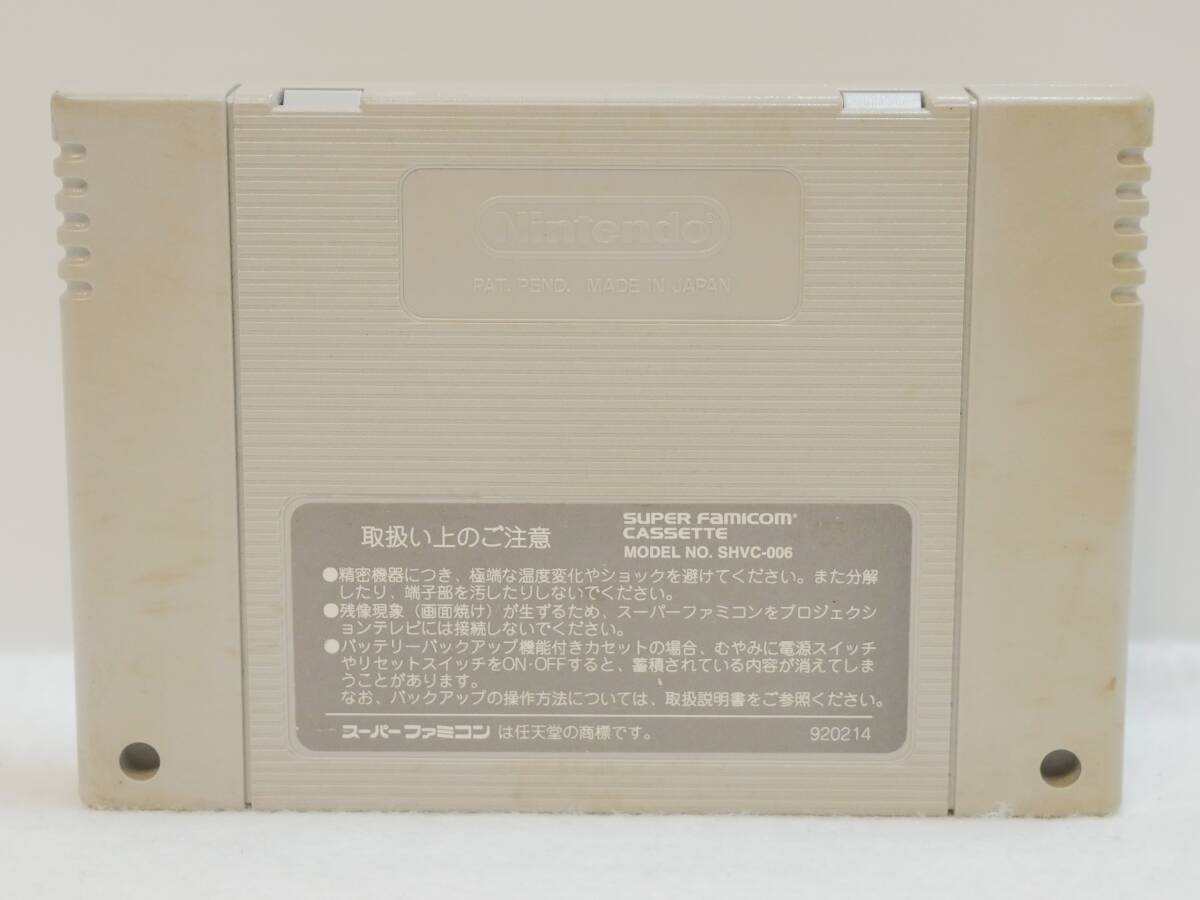 Nintendo
PAT. PEND. MADE IN JAPAN
取扱い上のご注意
SUPER FAMICOM
CASSETTE
MODEL NO. SHVC-006
●精密機器につき、極端な温度変化やショックを避けてください。また分解
したり、端子部を汚したりしないでください。
●残像現象（画面焼け）が生ずるため、スーパーファミコンをプロジェクシ
ョンテレビには接続しないでください。
●バッテリーバックアップ機能付きカセットの場合、むやみに電源スイッチ
やリセットスイッチをON·OFFすると、蓄積されている内容が消えてしま
うことがあります。
なお、バックアップの操作方法については、取扱説明書をご参照ください。
スーパーファミコン は任天堂の商標です。
920214